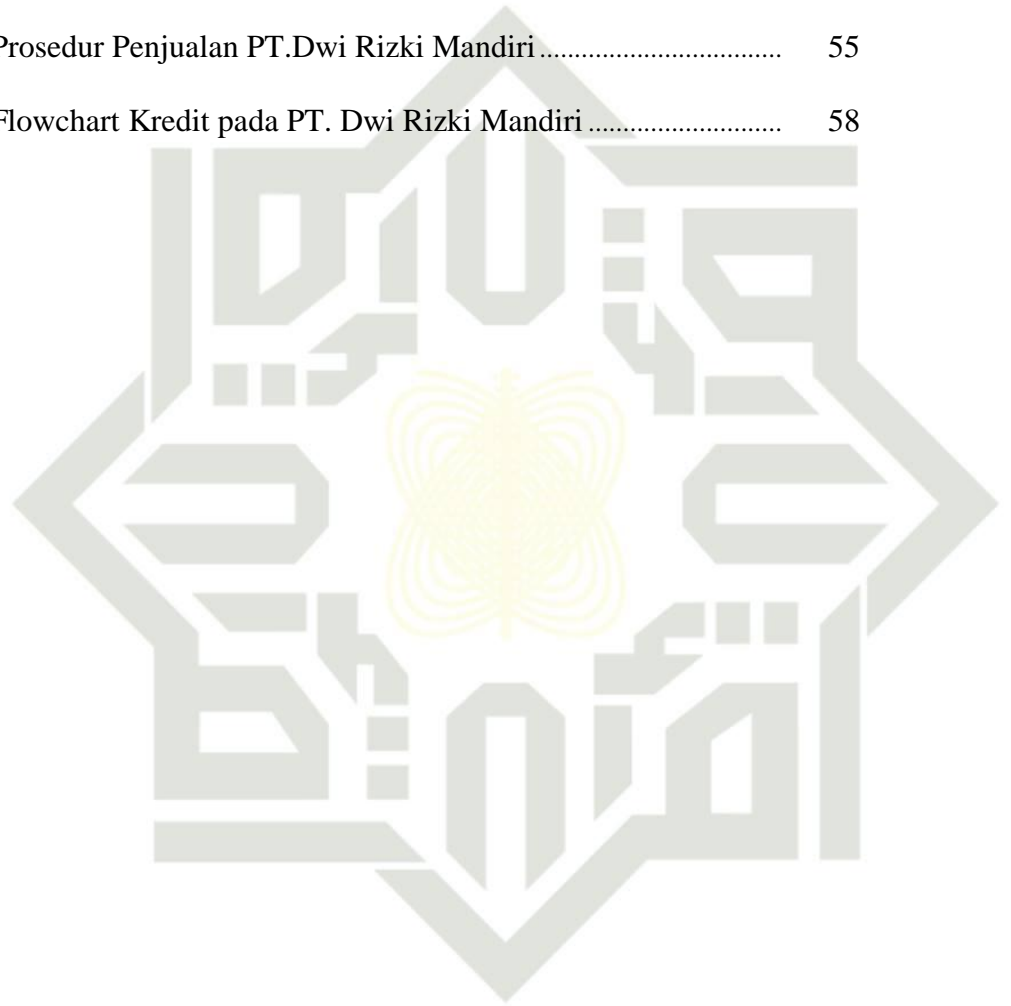 Prosedur Penjualan PT.Dwi Rizki Mandiri ................................ 55
Flowchart Kredit pada PT. Dwi Rizki Mandiri ......................... 58